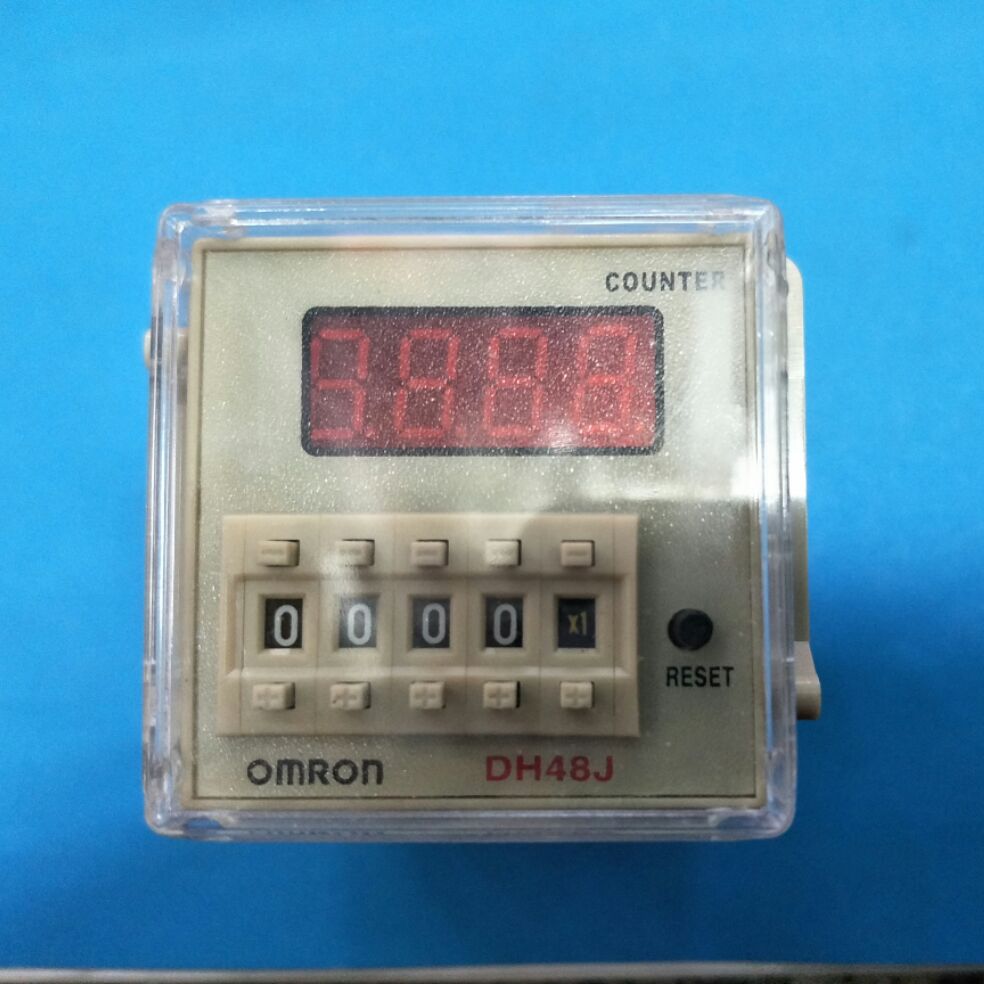 COUNTER
0 0 0 0 X1
RESET
OMRON DH48J